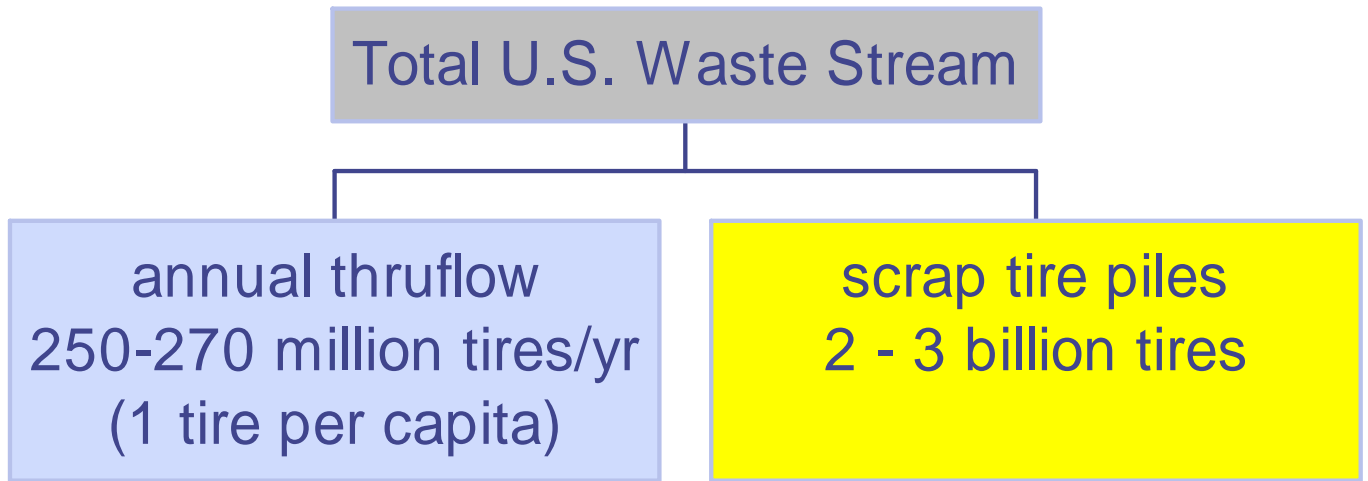 Total U.S. Waste Stream
annual thruflow
250-270 million tires/yr
(1 tire per capita)
scrap tire piles
2 - 3 billion tires